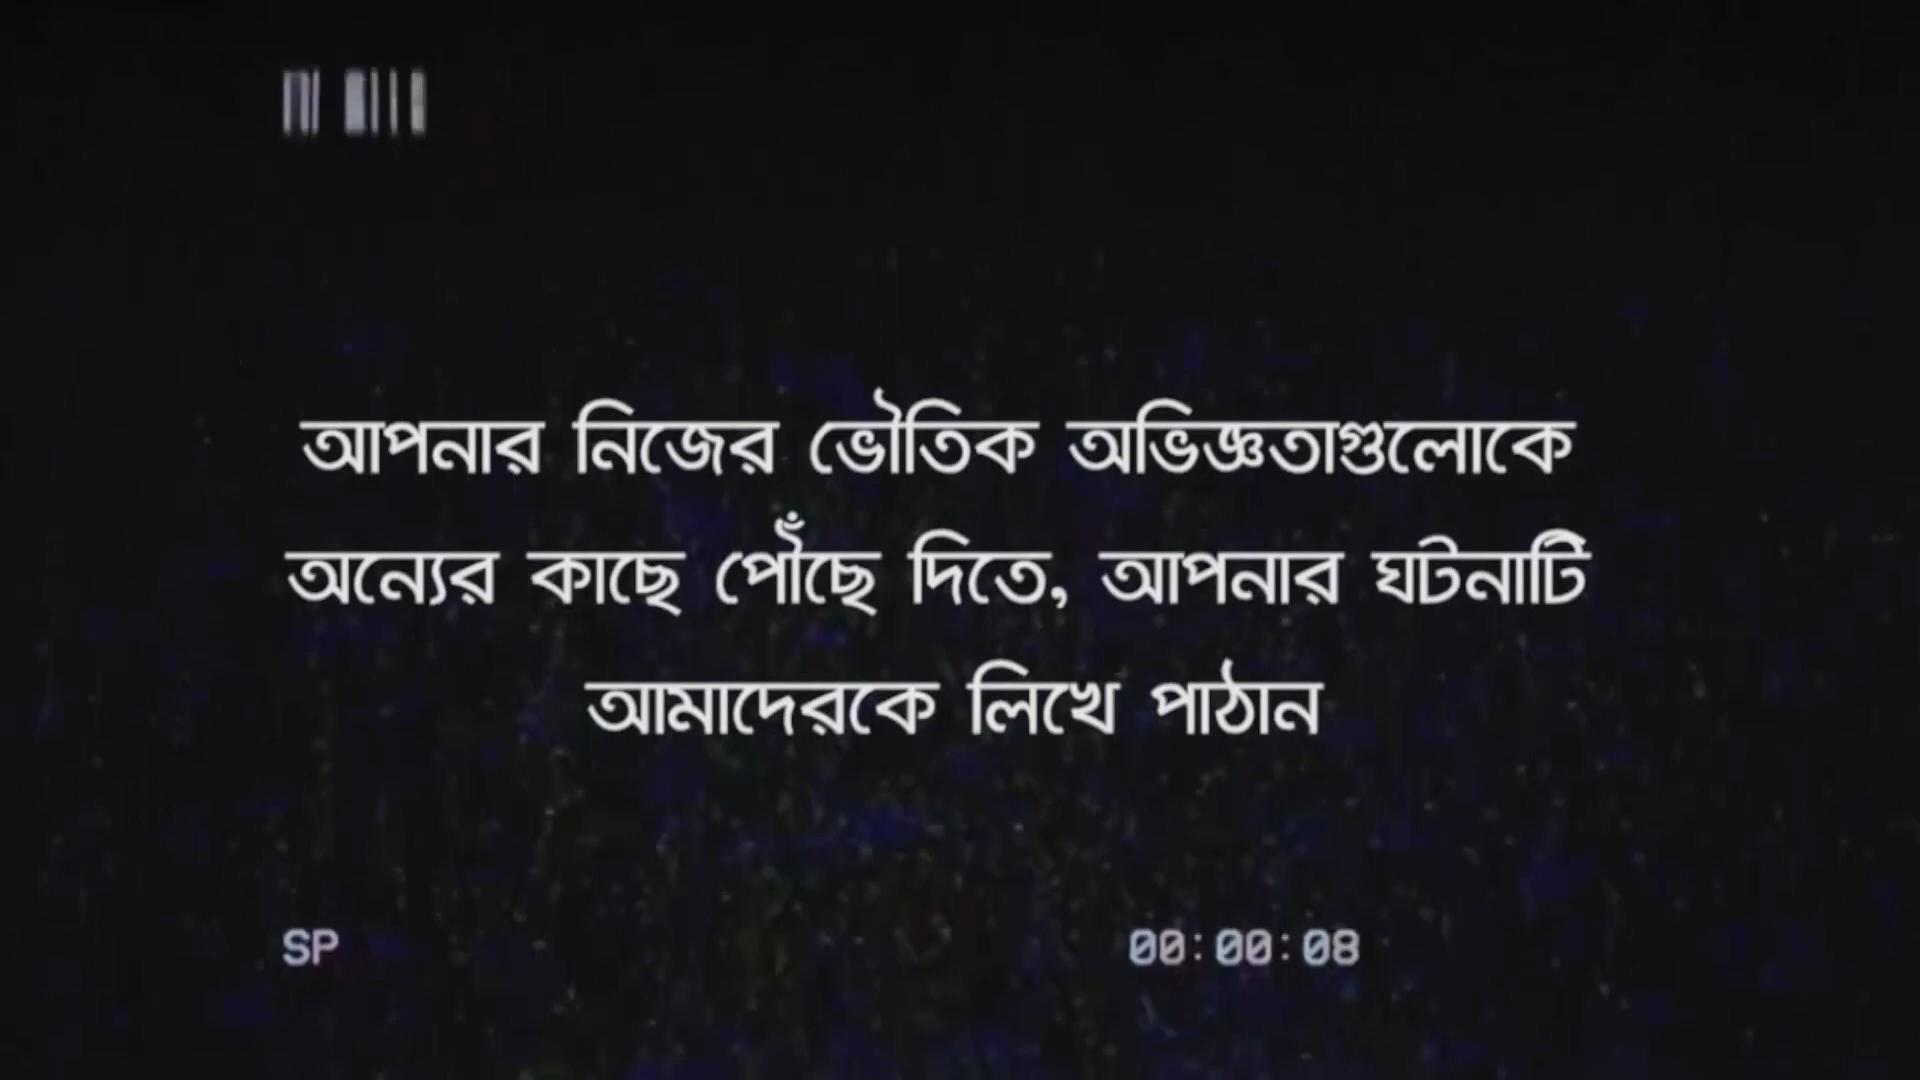 আপনার নিজের ভৌতিক অভিজ্ঞতাগুলোকে
অন্যের কাছে পৌঁছে দিতে, আপনার ঘটনাটি
আমাদেরকে লিখে পাঠান
SP 00:00:08